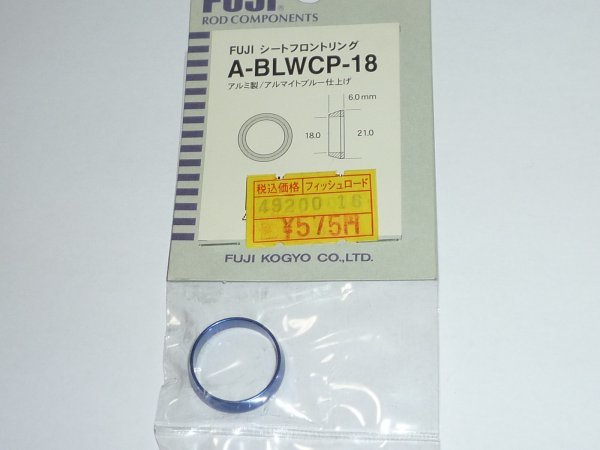 FUJI®
ROD COMPONENTS
FUJI シートフロントリング
A-BLWCP-18
アルミ製/アルマイトブルー仕上げ
6.0mm
18.0
21.0
税込価格 フィッシュロード
49200 16
¥575円
FUJI KOGYO CO.,LTD.